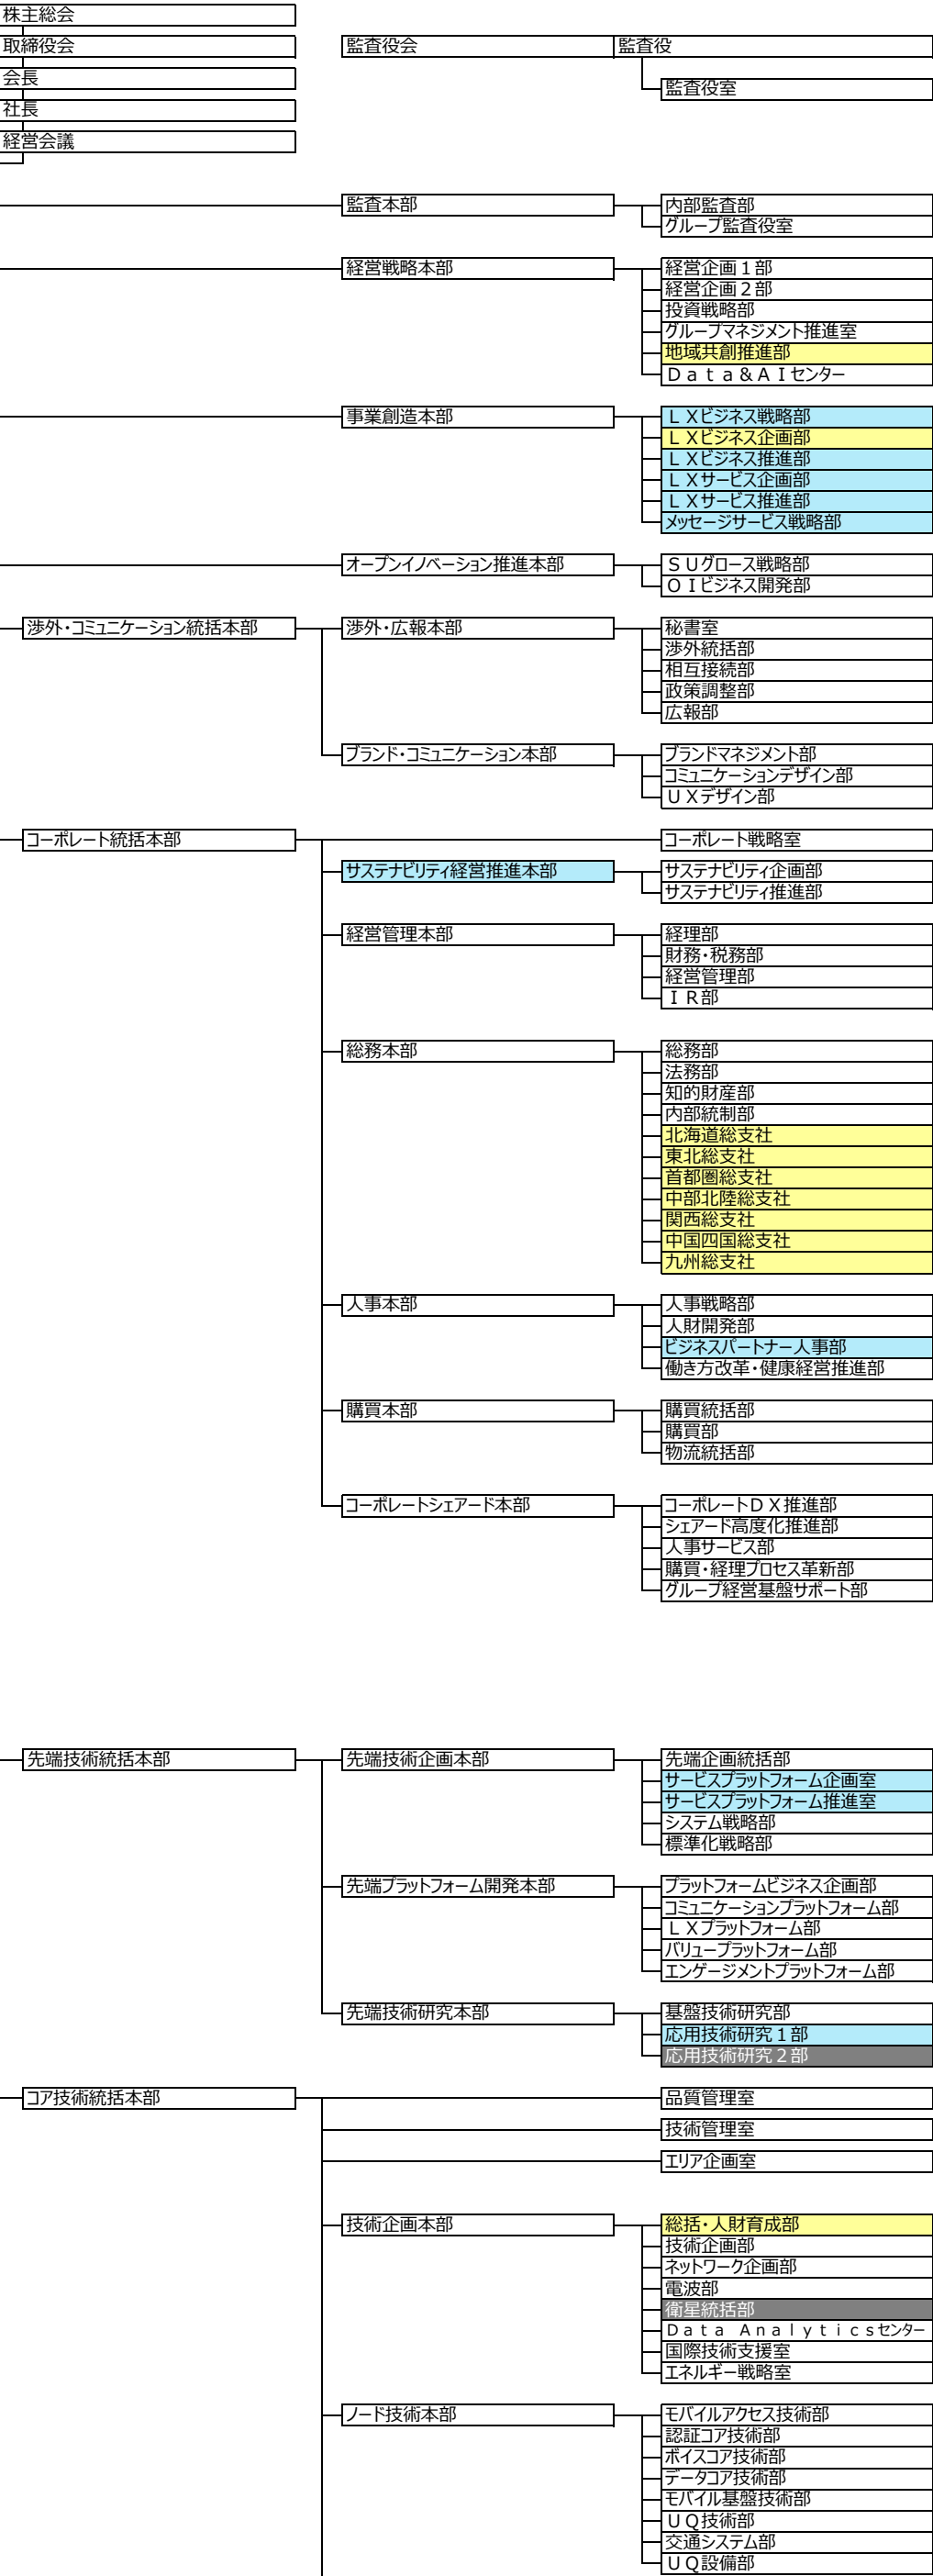 株主総会
取締役会
監査役会
監査役
会長
監査役室
社長
経営会議
監査本部
内部監査部
グループ監査役室
経営戦略本部
経営企画１部
経営企画２部
投資戦略部
グループマネジメント推進室
地域共創推進部
Ｄａｔａ＆ＡＩセンター
事業創造本部
ＬＸビジネス戦略部
ＬＸビジネス企画部
ＬＸビジネス推進部
ＬＸサービス企画部
ＬＸサービス推進部
メッセージサービス戦略部
オープンイノベーション推進本部
ＳＵグロース戦略部
ＯＩビジネス開発部
渉外・コミュニケーション統括本部
渉外・広報本部
秘書室
渉外統括部
相互接続部
政策調整部
広報部
ブランド・コミュニケーション本部
ブランドマネジメント部
コミュニケーションデザイン部
ＵＸデザイン部
コーポレート統括本部
コーポレート戦略室
サステナビリティ経営推進本部
サステナビリティ企画部
サステナビリティ推進部
経営管理本部
経理部
財務・税務部
経営管理部
ＩＲ部
総務本部
総務部
法務部
知的財産部
内部統制部
北海道総支社
東北総支社
首都圏総支社
中部北陸総支社
関西総支社
中国四国総支社
九州総支社
人事本部
人事戦略部
人財開発部
ビジネスパートナー人事部
働き方改革・健康経営推進部
購買本部
購買統括部
購買部
物流統括部
コーポレートシェアード本部
コーポレートＤＸ推進部
シェアード高度化推進部
人事サービス部
購買・経理プロセス革新部
グループ経営基盤サポート部
先端技術統括本部
先端技術企画本部
先端企画統括部
サービスプラットフォーム企画室
サービスプラットフォーム推進室
システム戦略部
標準化戦略部
先端プラットフォーム開発本部
プラットフォームビジネス企画部
コミュニケーションプラットフォーム部
ＬＸプラットフォーム部
バリュープラットフォーム部
エンゲージメントプラットフォーム部
先端技術研究本部
基盤技術研究部
応用技術研究１部
応用技術研究２部
コア技術統括本部
品質管理室
技術管理室
エリア企画室
技術企画本部
総括・人財育成部
技術企画部
ネットワーク企画部
電波部
衛星統括部
Ｄａｔａ　Ａｎａｌｙｔｉｃｓセンター
国際技術支援室
エネルギー戦略室
ノード技術本部
モバイルアクセス技術部
認証コア技術部
ボイスコア技術部
データコア技術部
モバイル基盤技術部
ＵＱ技術部
交通システム部
ＵＱ設備部